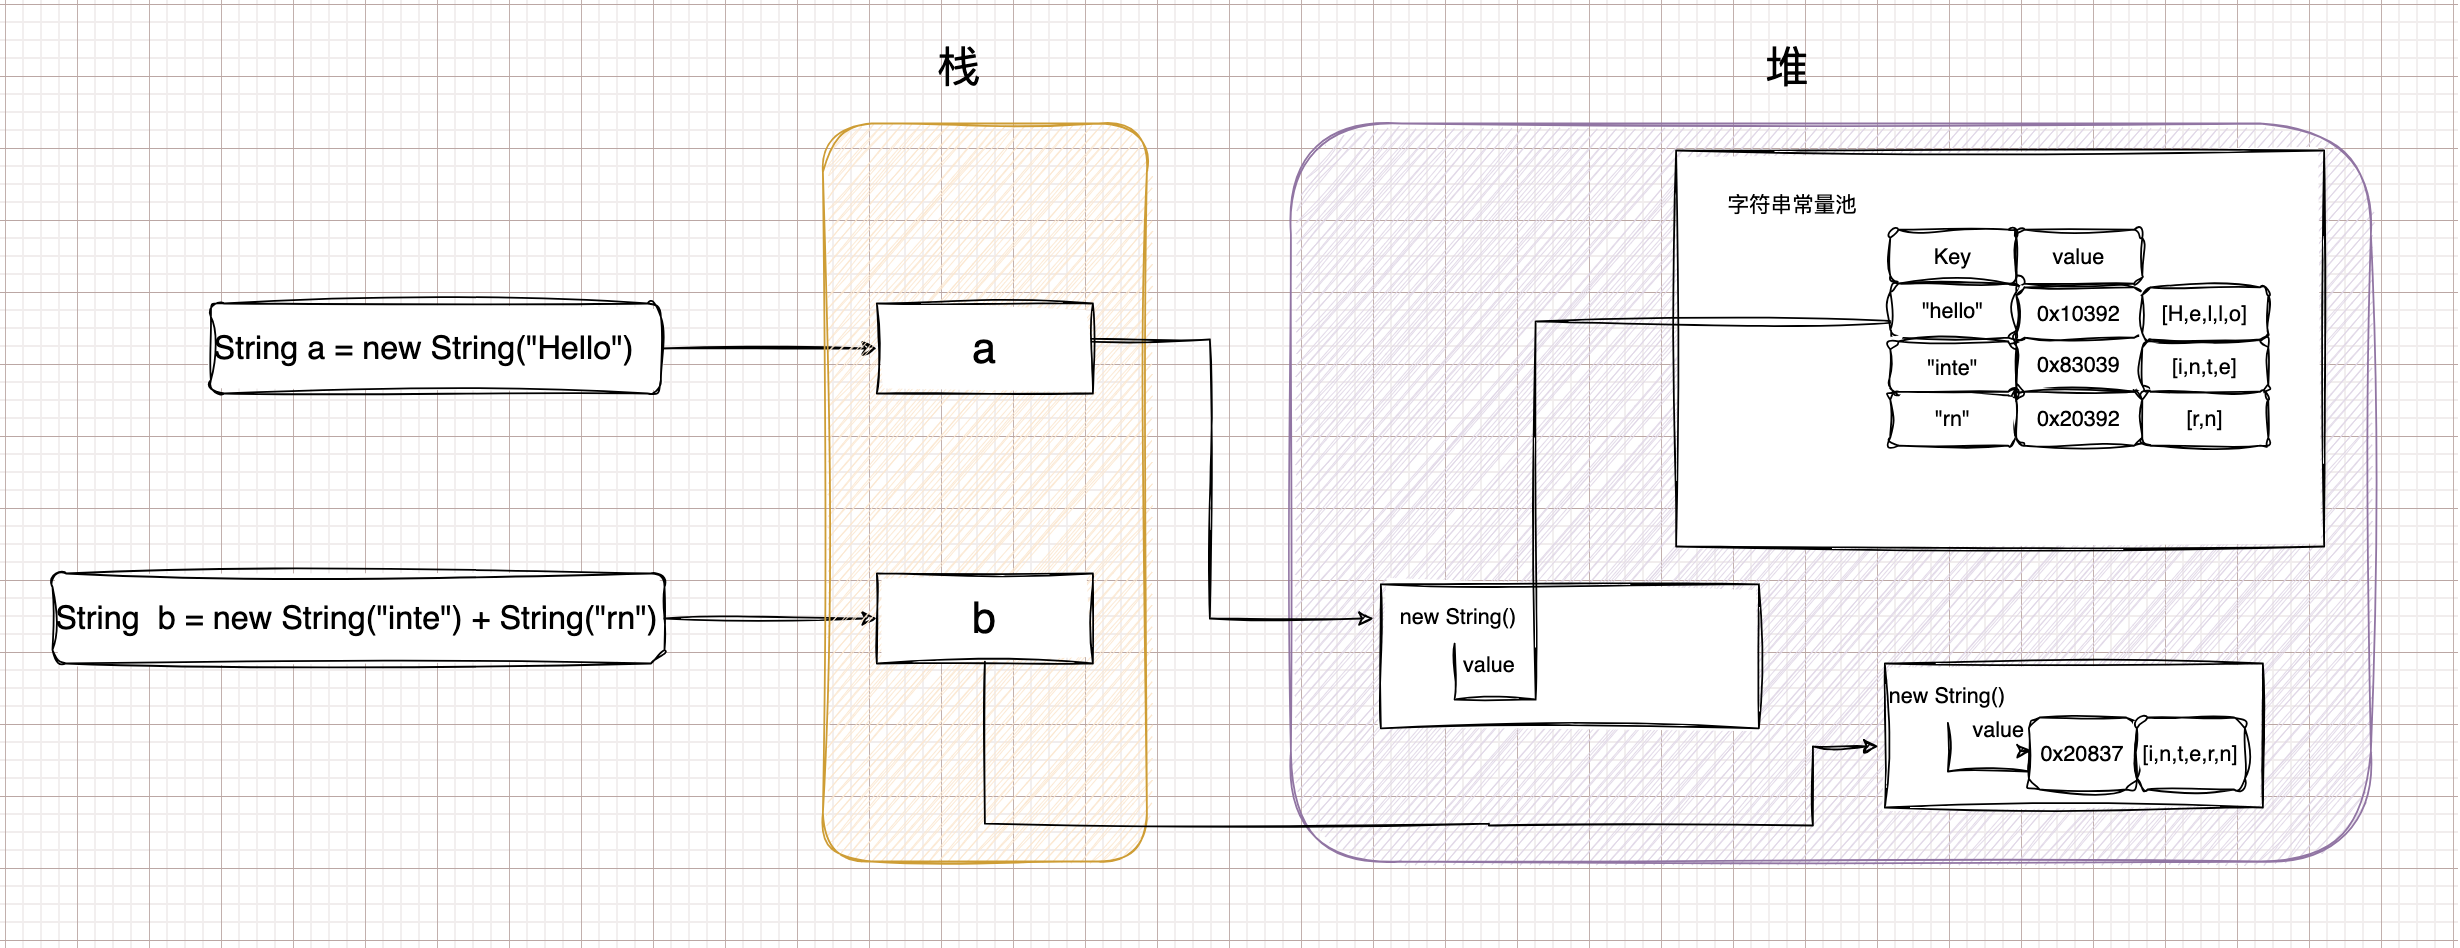 栈
堆
字符串常量池
Key
value
"hello"
0x10392
[H,e,l,l,o]
"inte"
0x83039
[i,n,t,e]
"rn"
0x20392
[r,n]
String a = new String("Hello")
a
String  b = new String("inte") + String("rn")
b
new String()
value
new String()
value
0x20837
[i,n,t,e,r,n]